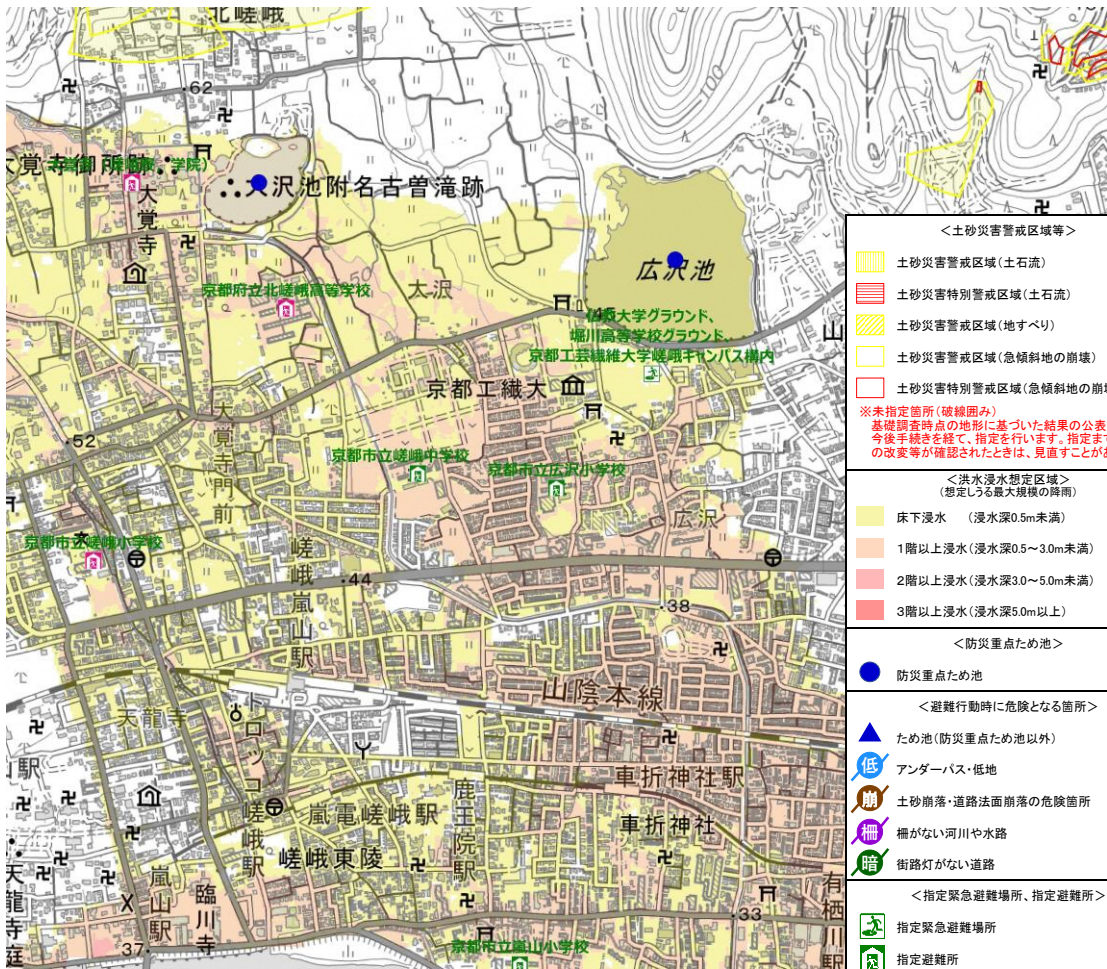 北嵯峨
62
大沢池附名古曽滝跡
大覚寺
京都府立北嵯峨高等学校
50
大沢
広沢池
山
45
堀川高等学校グラウンド、
京都工芸繊維大学嵯峨キャンパス構内
京都工繊大
52
大覚寺門前
京都市立嵯峨中学校
京都市立広沢小学校
広沢
京都市立嵯峨小学校
44
嵯峨嵐山駅
38
山陰本線
天龍寺
トロッコ嵯峨駅
車折神社駅
嵐電嵯峨駅
鹿王院駅
車折神社
嵯峨東陵
嵐山駅
臨川寺
有栖川駅
33
37
京都市立嵐山小学校
100
<土砂災害警戒区域等>
土砂災害警戒区域(土石流)
土砂災害特別警戒区域(土石流)
土砂災害警戒区域(地すべり)
土砂災害警戒区域(急傾斜地の崩壊)
土砂災害特別警戒区域(急傾斜地の崩
※未指定箇所(破線囲み)
基礎調査時点の地形に基づいた結果の公表
今後手続きを経て、指定を行います。指定ま
の改変等が確認されたときは、見直すことが
<洪水浸水想定区域>
(想定しうる最大規模の降雨)
床下浸水 (浸水深0.5m未満)
1階以上浸水(浸水深0.5～3.0m未満)
2階以上浸水(浸水深3.0～5.0m未満)
3階以上浸水(浸水深5.0m以上)
<防災重点ため池>
防災重点ため池
<避難行動時に危険となる箇所>
ため池(防災重点ため池以外)
低 アンダーパス・低地
崩 土砂崩落・道路法面崩落の危険箇所
柵 柵がない河川や水路
暗 街路灯がない道路
<指定緊急避難場所、指定避難所>
指定緊急避難場所
指定避難所